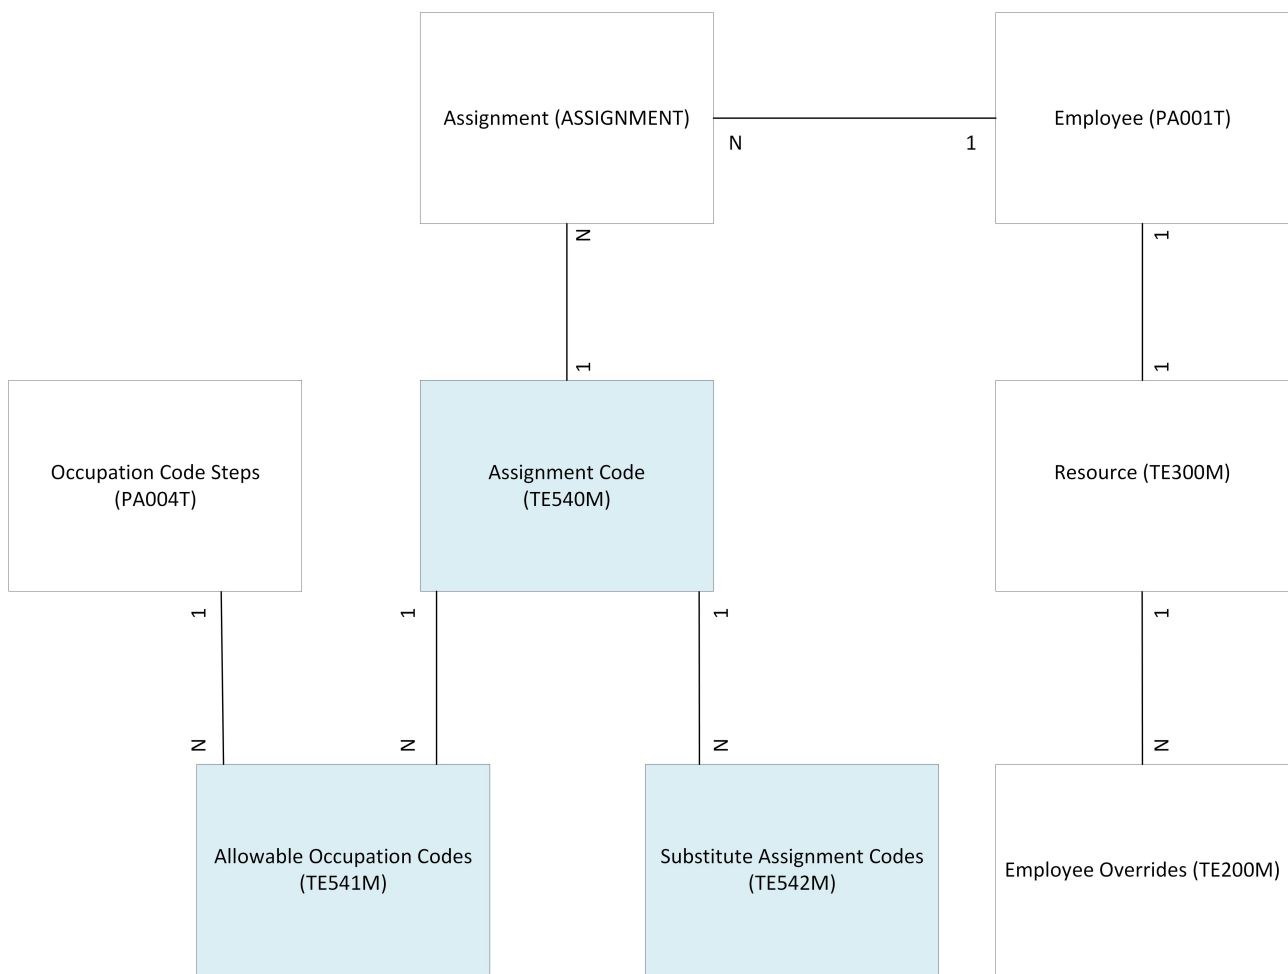 Assignment (ASSIGNMENT)
Employee (PA001T)
N
1
N
1
1
1
Occupation Code Steps
(PA004T)
Assignment Code
(TE540M)
Resource (TE300M)
1
1
1
1
N
N
N
N
Allowable Occupation Codes
(TE541M)
Substitute Assignment Codes
(TE542M)
Employee Overrides (TE200M)